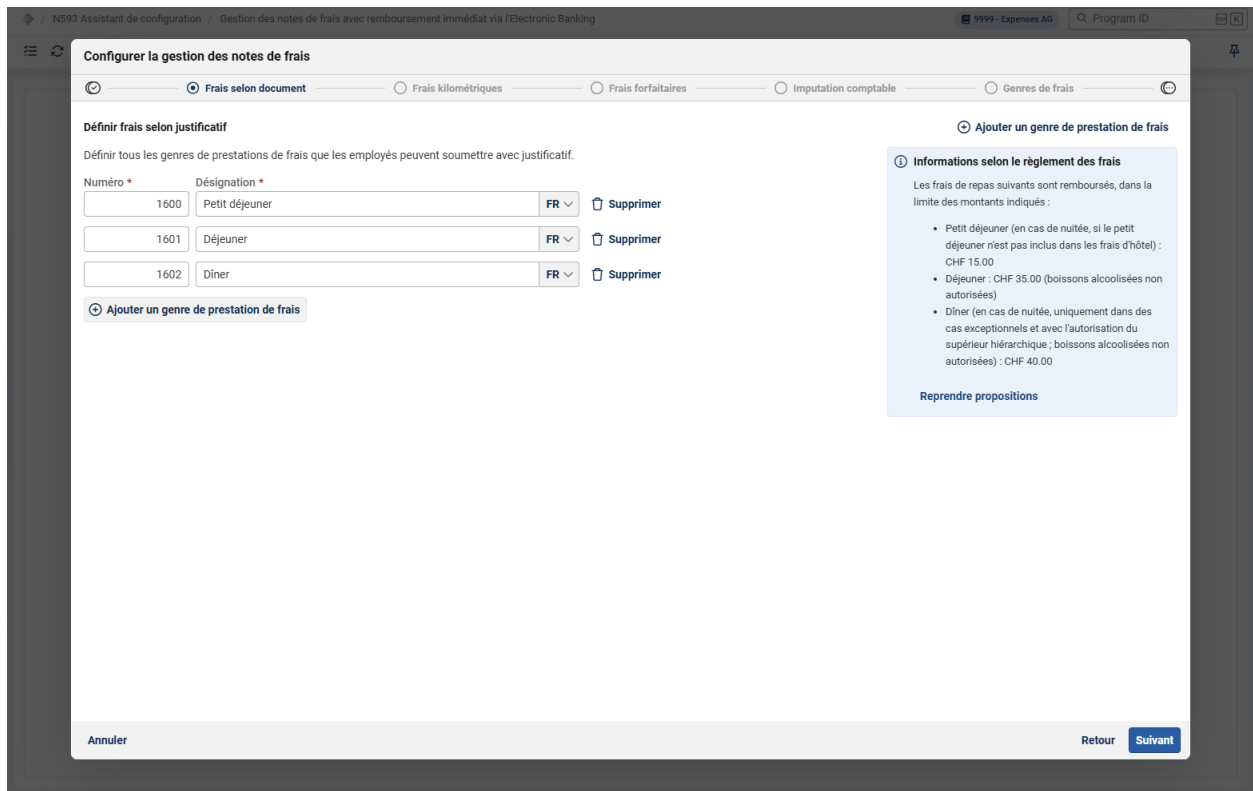 / N593 Assistant de configuration / Gestion des notes de frais avec remboursement immédiat via l'Electronic Banking
9999 - Expenses AG
Program ID
K
Configurer la gestion des notes de frais
Frais selon document
Frais kilométriques
Frais forfaitaires
Imputation comptable
Genres de frais
Définir frais selon justificatif
Ajouter un genre de prestation de frais
Définir tous les genres de prestations de frais que les employés peuvent soumettre avec justificatif.
Numéro *
Désignation *
1600
Petit déjeuner
FR
Supprimer
1601
Déjeuner
FR
Supprimer
1602
Dîner
FR
Supprimer
Ajouter un genre de prestation de frais
Informations selon le règlement des frais
Les frais de repas suivants sont remboursés, dans la
limite des montants indiqués :
• Petit déjeuner (en cas de nuitée, si le petit
déjeuner n'est pas inclus dans les frais d'hôtel) :
CHF 15.00
• Déjeuner : CHF 35.00 (boissons alcoolisées non
autorisées)
• Dîner (en cas de nuitée, uniquement dans des
cas exceptionnels et avec l'autorisation du
supérieur hiérarchique ; boissons alcoolisées non
autorisées) : CHF 40.00
Reprendre propositions
Annuler
Retour
Suivant